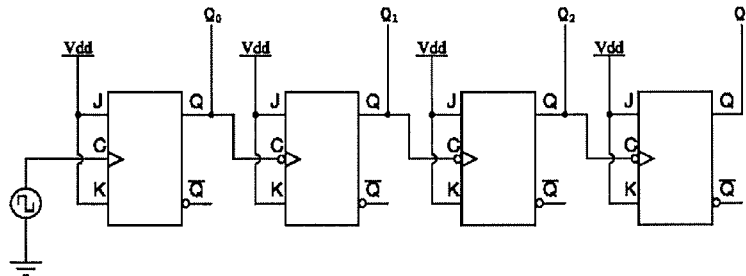 Q₀ Q₁ Q₂ Q
Vdd Vdd Vdd Vdd
J Q J Q J Q J Q
C C C C
K Q̅ K Q̅ K Q̅ K Q̅